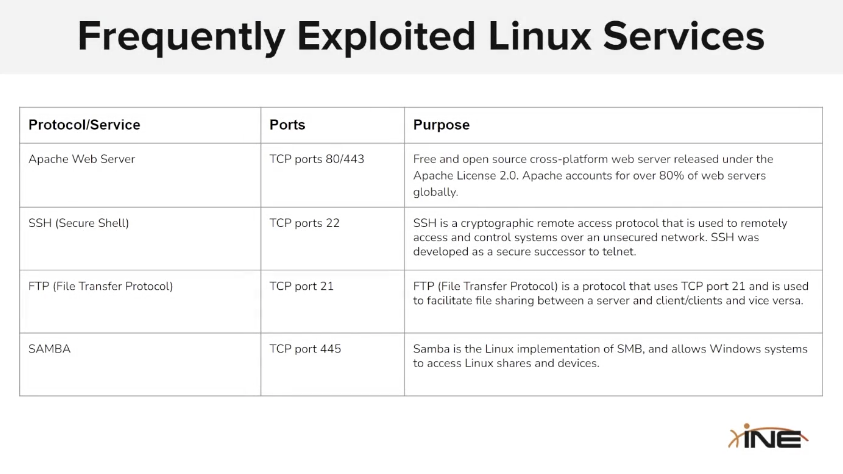 Frequently Exploited Linux Services
Protocol/Service
Ports
Purpose
Apache Web Server
TCP ports 80/443
Free and open source cross-platform web server released under the
Apache License 2.0. Apache accounts for over 80% of web servers
globally.
SSH (Secure Shell)
TCP ports 22
SSH is a cryptographic remote access protocol that is used to remotely
access and control systems over an unsecured network. SSH was
developed as a secure successor to telnet.
FTP (File Transfer Protocol)
TCP port 21
FTP (File Transfer Protocol) is a protocol that uses TCP port 21 and is used
to facilitate file sharing between a server and client/clients and vice versa.
SAMBA
TCP port 445
Samba is the Linux implementation of SMB, and allows Windows systems
to access Linux shares and devices.
INE